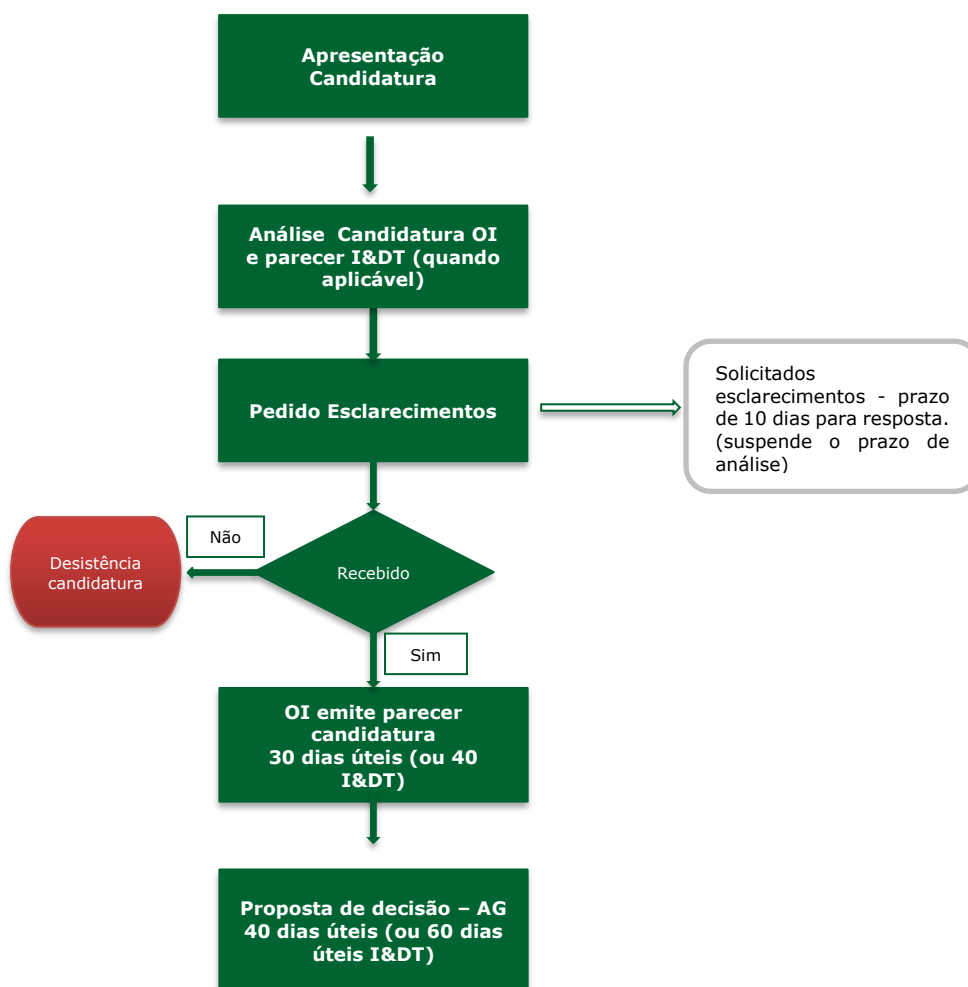 Apresentação
Candidatura
Análise Candidatura OI
e parecer I&DT (quando
aplicável)
Pedido Esclarecimentos
Solicitados
esclarecimentos - prazo
de 10 dias para resposta.
(suspende o prazo de
análise)
Não
Desistência
candidatura
Recebido
Sim
OI emite parecer
candidatura
30 dias úteis (ou 40
I&DT)
Proposta de decisão – AG
40 dias úteis (ou 60 dias
úteis I&DT)